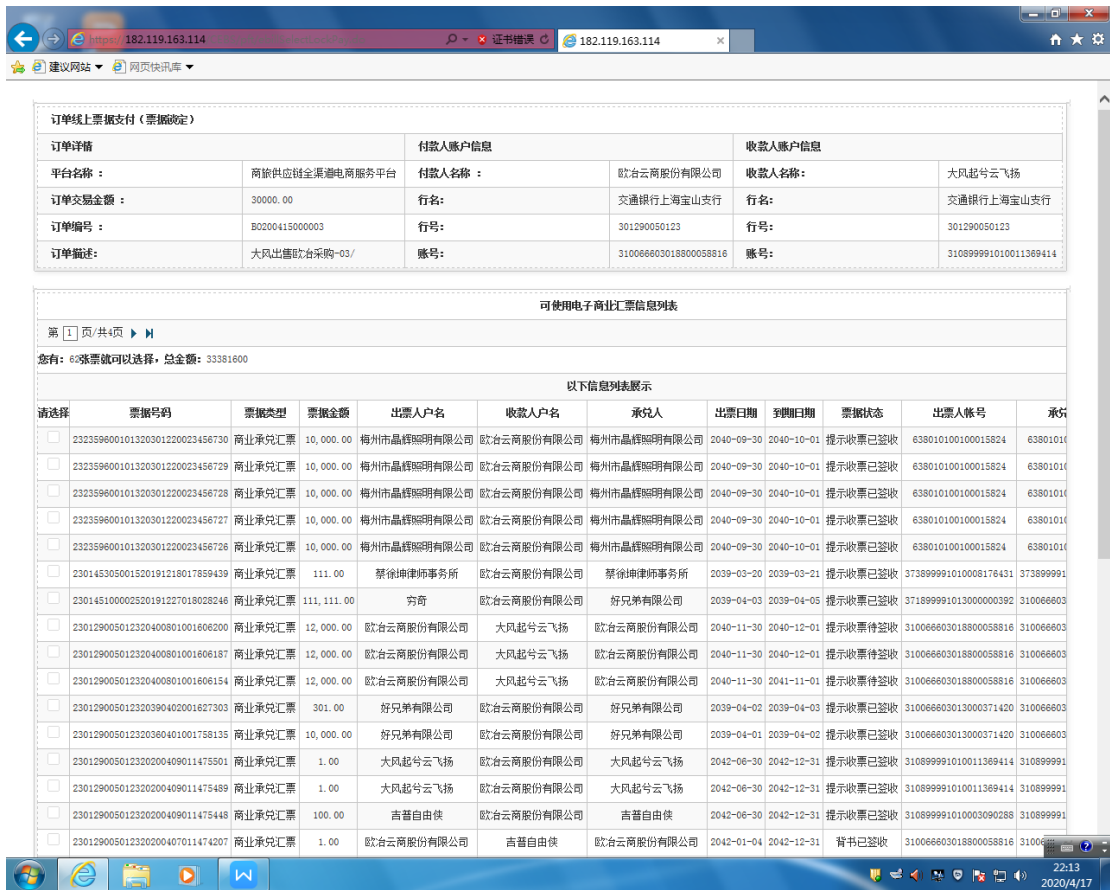 https://182.119.163.114
证书错误
182.119.163.114
建议网站
网页快讯库
订单线上票据支付（票据锁定）
订单详情 付款人账户信息 收款人账户信息
平台名称： 商旅供应链全渠道电商服务平台 付款人名称： 欧冶云商股份有限公司 收款人名称: 大风起兮云飞扬
订单交易金额： 30000.00 行名: 交通银行上海宝山支行 行名: 交通银行上海宝山支行
订单编号： BO200415000003 行号: 301290050123 行号: 301290050123
订单描述: 大风出售欧冶采购-03/ 账号: 310066603018800058816 账号: 310899991010011369414
可使用电子商业汇票信息列表
第 1 页/共4页
您有: 62张票就可以选择，总金额: 33381600
以下信息列表展示
请选择 票据号码 票据类型 票据金额 出票人户名 收款人户名 承兑人 出票日期 到期日期 票据状态 出票人帐号 承兑
232359600101320301220023456730 商业承兑汇票 10,000.00 梅州市晶辉照明有限公司 欧冶云商股份有限公司 梅州市晶辉照明有限公司 2040-09-30 2040-10-01 提示收票已签收 638010100100015824 63801010
232359600101320301220023456729 商业承兑汇票 10,000.00 梅州市晶辉照明有限公司 欧冶云商股份有限公司 梅州市晶辉照明有限公司 2040-09-30 2040-10-01 提示收票已签收 638010100100015824 63801010
232359600101320301220023456728 商业承兑汇票 10,000.00 梅州市晶辉照明有限公司 欧冶云商股份有限公司 梅州市晶辉照明有限公司 2040-09-30 2040-10-01 提示收票已签收 638010100100015824 63801010
232359600101320301220023456727 商业承兑汇票 10,000.00 梅州市晶辉照明有限公司 欧冶云商股份有限公司 梅州市晶辉照明有限公司 2040-09-30 2040-10-01 提示收票已签收 638010100100015824 63801010
232359600101320301220023456726 商业承兑汇票 10,000.00 梅州市晶辉照明有限公司 欧冶云商股份有限公司 梅州市晶辉照明有限公司 2040-09-30 2040-10-01 提示收票已签收 638010100100015824 63801010
230145305001520191218017859439 商业承兑汇票 111.00 蔡徐坤律师事务所 欧冶云商股份有限公司 蔡徐坤律师事务所 2039-03-20 2039-03-21 提示收票已签收 373899991010008176431 373899991
230145100002520191227018028246 商业承兑汇票 111,111.00 穷奇 欧冶云商股份有限公司 好兄弟有限公司 2039-04-03 2039-04-05 提示收票已签收 371899991013000000392 310066603
230129005012320400801001606200 商业承兑汇票 12,000.00 欧冶云商股份有限公司 大风起兮云飞扬 欧冶云商股份有限公司 2040-11-30 2040-12-01 提示收票待签收 310066603018800058816 310066603
230129005012320400801001606187 商业承兑汇票 12,000.00 欧冶云商股份有限公司 大风起兮云飞扬 欧冶云商股份有限公司 2040-11-30 2040-12-01 提示收票待签收 310066603018800058816 310066603
230129005012320400801001606154 商业承兑汇票 12,000.00 欧冶云商股份有限公司 大风起兮云飞扬 欧冶云商股份有限公司 2040-11-30 2041-11-01 提示收票待签收 310066603018800058816 310066603
230129005012320390402001627303 商业承兑汇票 301.00 好兄弟有限公司 欧冶云商股份有限公司 好兄弟有限公司 2039-04-02 2039-04-03 提示收票已签收 310066603013000371420 310066603
230129005012320360401001758135 商业承兑汇票 10,000.00 好兄弟有限公司 欧冶云商股份有限公司 好兄弟有限公司 2039-04-01 2039-04-02 提示收票已签收 310066603013000371420 310066603
230129005012320200409011475501 商业承兑汇票 1.00 大风起兮云飞扬 欧冶云商股份有限公司 大风起兮云飞扬 2042-06-30 2042-12-31 提示收票已签收 310899991010011369414 310899991
230129005012320200409011475489 商业承兑汇票 1.00 大风起兮云飞扬 欧冶云商股份有限公司 大风起兮云飞扬 2042-06-30 2042-12-31 提示收票已签收 310899991010011369414 310899991
230129005012320200409011475448 商业承兑汇票 100.00 吉普自由侠 欧冶云商股份有限公司 吉普自由侠 2042-06-30 2042-12-31 提示收票已签收 310899991010003090288 310899991
230129005012320200407011474207 商业承兑汇票 1.00 欧冶云商股份有限公司 吉普自由侠 欧冶云商股份有限公司 2042-01-04 2042-12-31 背书已签收 310066603018800058816 31006
22:13
2020/4/17